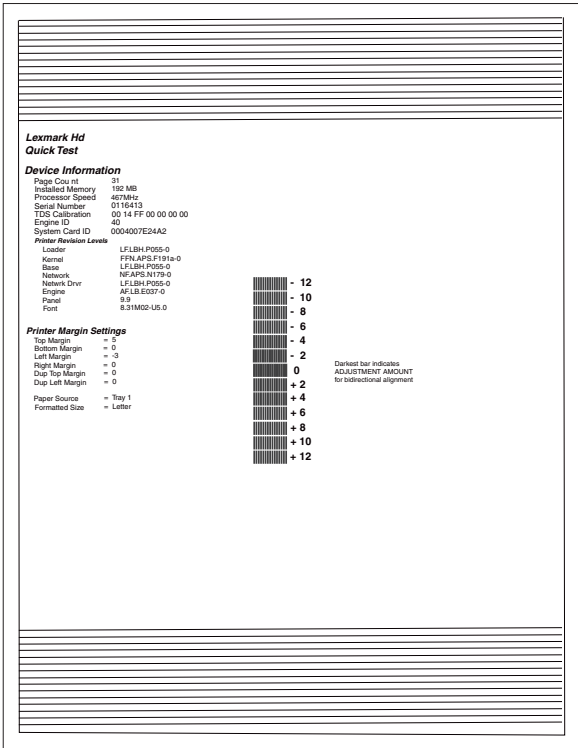 Lexmark Hd
Quick Test
Device Information
Page Cou nt 31
Installed Memory 192 MB
Processor Speed 467MHz
Serial Number 0116413
TDS Calibration 00 14 FF 00 00 00 00
Engine ID 40
System Card ID 0004007E24A2
Printer Revision Levels
Loader LF.LBH.P055-0
Kernel FFN.APS.F191a-0
Base LF.LBH.P055-0
Network NF.APS.N179-0
Netwrk Drvr LF.LBH.P055-0
Engine AF.LB.E037-0
Panel 9.9
Font 8.31M02-U5.0
Printer Margin Settings
Top Margin = 5
Bottom Margin = 0
Left Margin = -3
Right Margin = 0
Dup Top Margin = 0
Dup Left Margin = 0
Paper Source = Tray 1
Formatted Size = Letter
- 12
- 10
- 8
- 6
- 4
- 2
0
+ 2
+ 4
+ 6
+ 8
+ 10
+ 12
Darkest bar indicates
ADJUSTMENT AMOUNT
for bidirectional alignment